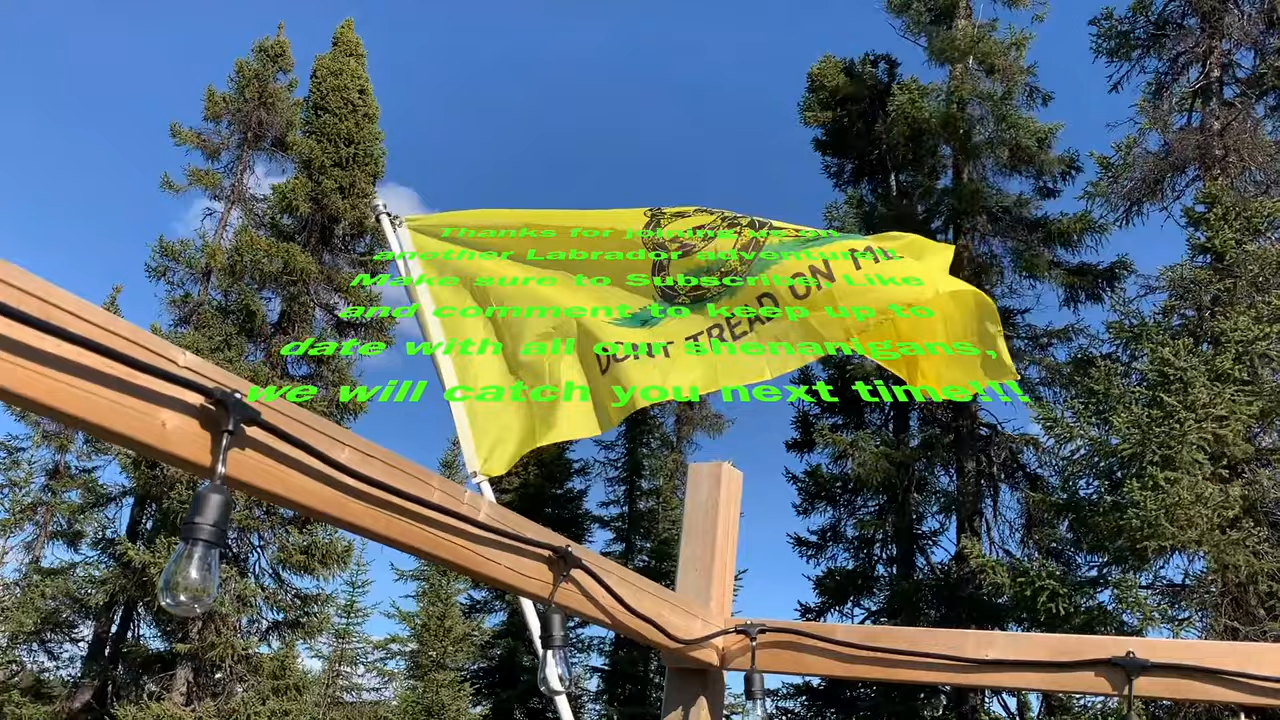 Thanks for joining us on
another Labrador adventure!!
Make sure to Subscribe, Like
and comment to keep up to
date with all our shenanigans,
we will catch you next time!!!
DONT TREAD ON